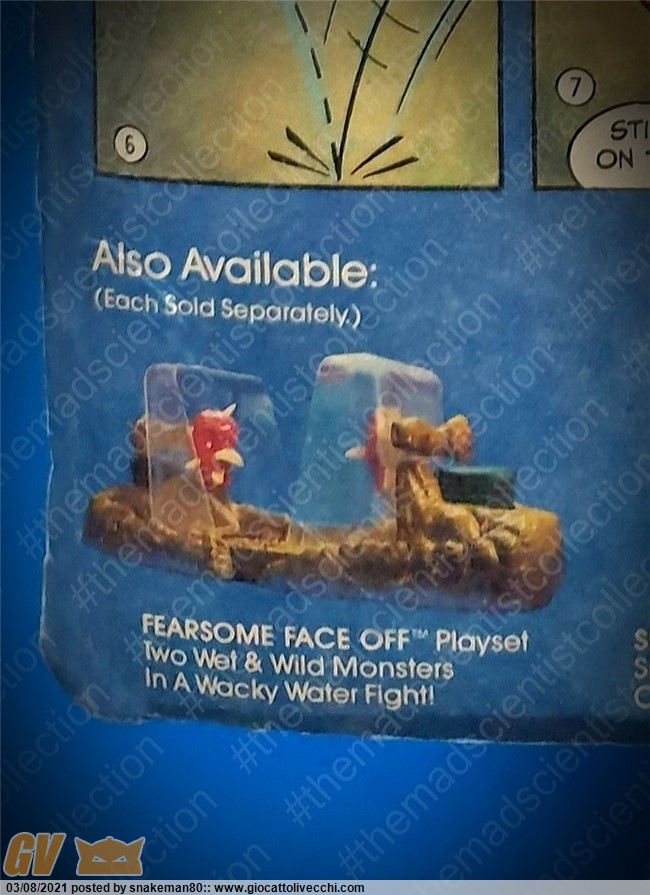 6
7
STI
ON
Also Available:
(Each Sold Separately.)
FEARSOME FACE OFF™ Playset
Two Wet & Wild Monsters
In A Wacky Water Fight!
S
S
C
#themadscientistcollection
GV
03/08/2021 posted by snakeman80:: www.giocattolivecchi.com